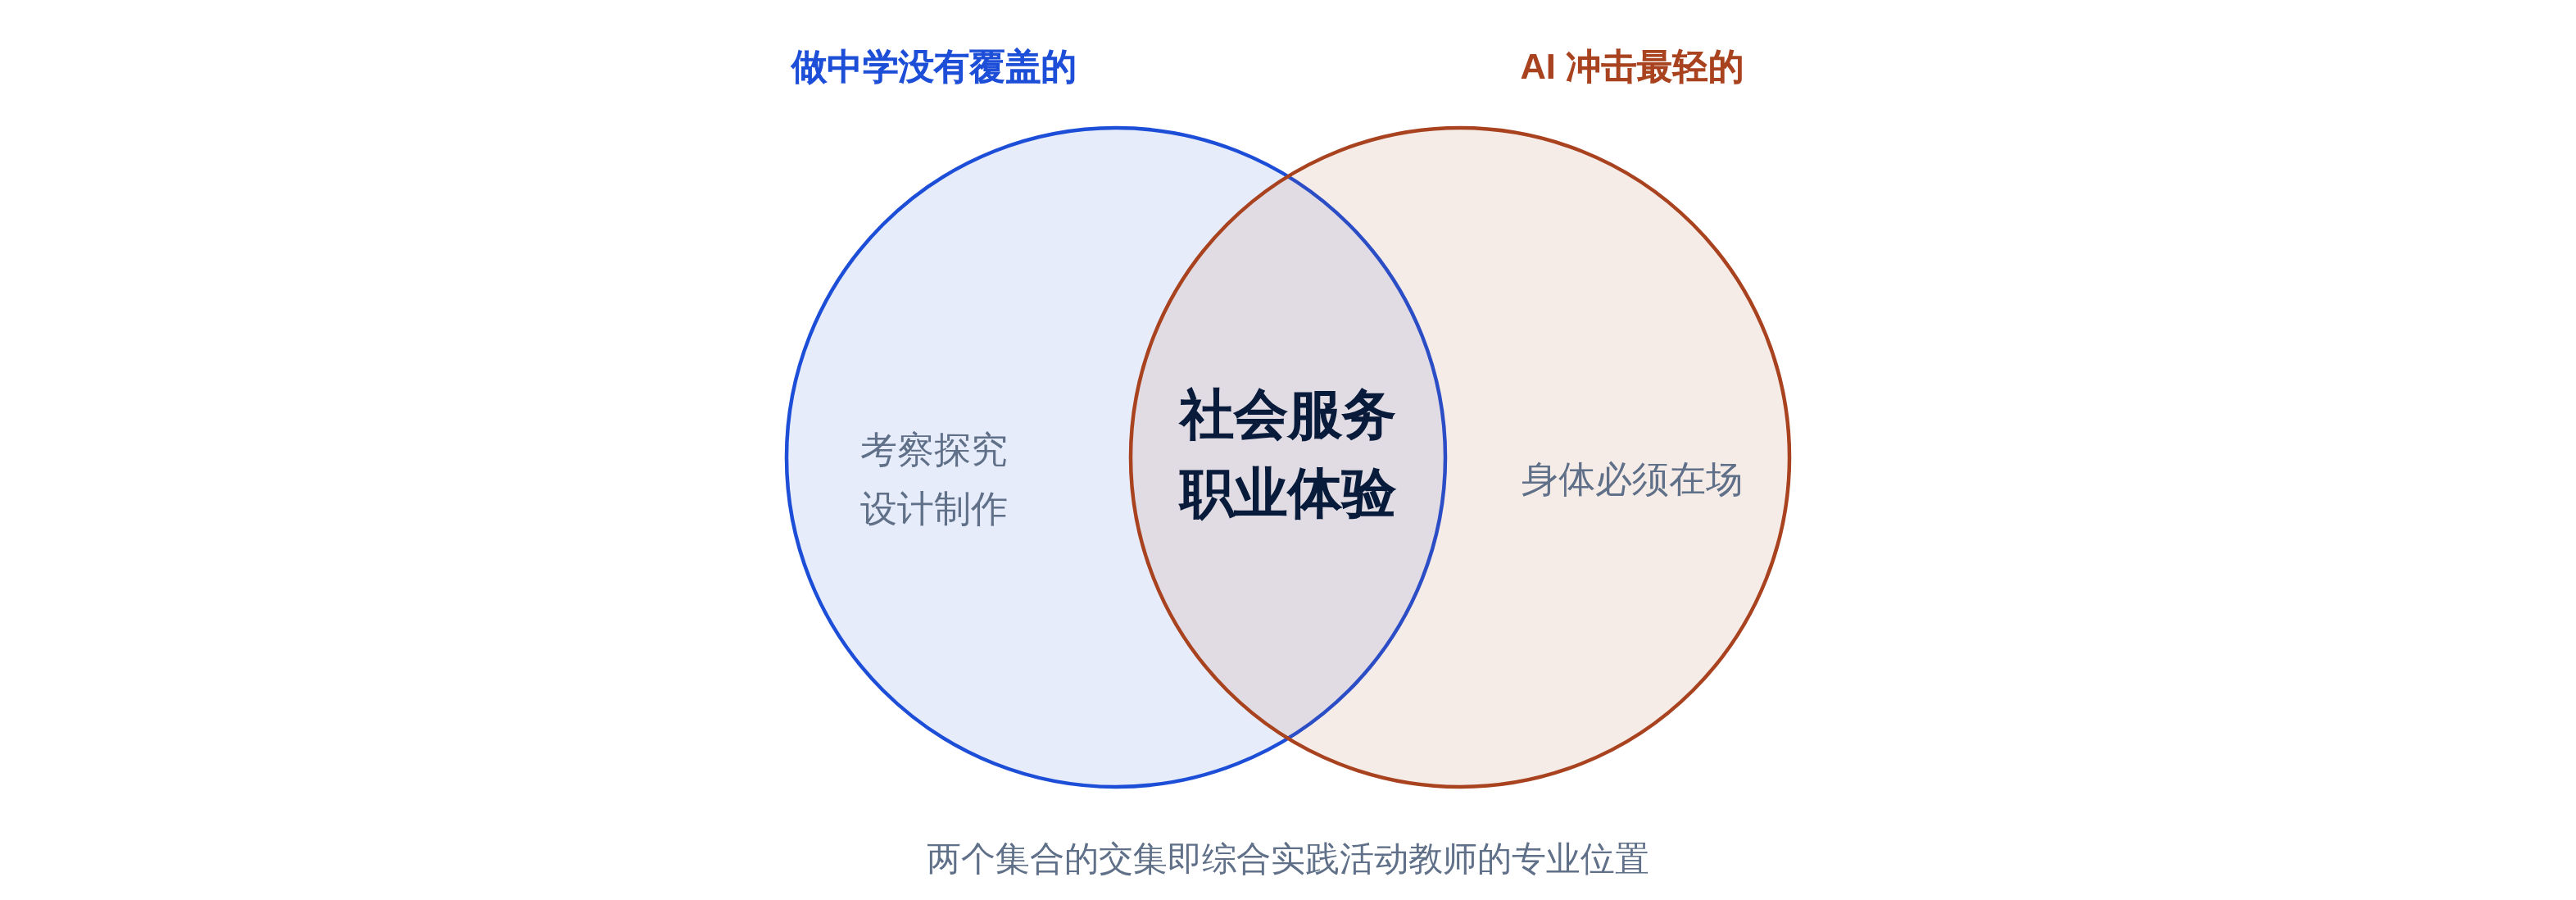 做中学没有覆盖的
AI 冲击最轻的
考察探究
设计制作
社会服务
职业体验
身体必须在场
两个集合的交集即综合实践活动教师的专业位置